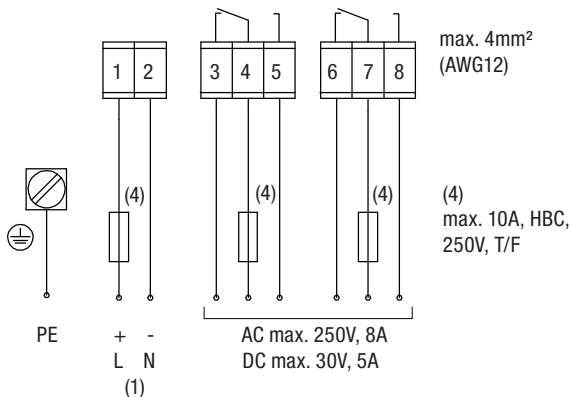 max. 4mm²
(AWG12)
1 2 3 4 5 6 7 8
(4) (4) (4)
(4)
max. 10A, HBC,
250V, T/F
PE + - AC max. 250V, 8A
L N DC max. 30V, 5A
(1)